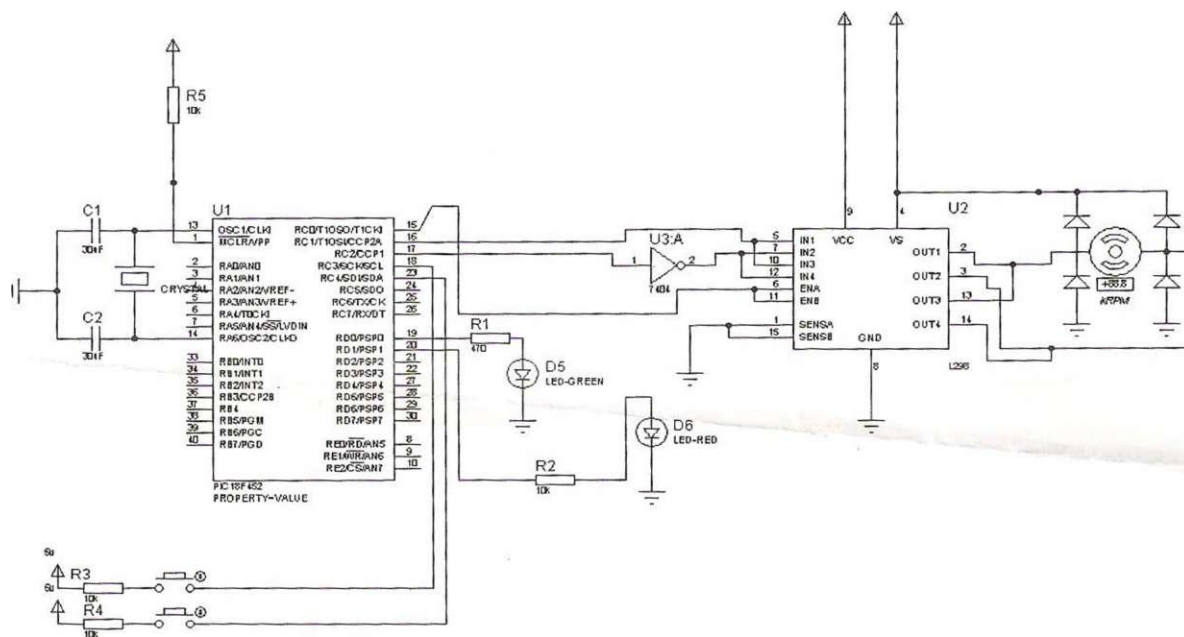 R5
10k
C1
C2
CRYSTAL
U1
13
1
2
3
4
5
6
7
14
33
34
35
36
37
38
39
40
OSC1/CLKI
MCLR/VPP
RA0/AN0
RA1/AN1
RA2/AN2/VREF-
RA3/AN3/VREF+
RA4/T0CKI
RA5/AN4/SS/LVDIN
RA6/OSC2/CLKO
RB0/INT0
RB1/INT1
RB2/INT2
RB3/CCP2B
RB4
RB5/PGM
RB6/PGC
RB7/PGD
RC0/T1OSO/T1CKI
RC1/T1OSI/CCP2A
RC2/CCP1
RC3/SCK/SCL
RC4/SDI/SDA
RC5/SDO
RC6/TX/CK
RC7/RX/DT
RD0/PSP0
RD1/PSP1
RD2/PSP2
RD3/PSP3
RD4/PSP4
RD5/PSP5
RD6/PSP6
RD7/PSP7
RE0/RD/AN5
RE1/WR/AN6
RE2/CS/AN7
15
16
17
18
23
24
25
26
19
20
21
22
27
28
29
30
8
9
10
PIC18F452
PROPERTY-VALUE
R1
470
D5
LED-GREEN
R2
10k
D6
LED-RED
U3:A
1
2
7404
9
4
U2
5
7
10
12
6
11
1
15
VCC
VS
IN1
IN2
IN3
IN4
ENA
ENB
SENSA
SENSB
GND
OUT1
OUT2
OUT3
OUT4
2
3
13
14
8
L298
+88.8
kRPM
R3
10k
R4
10k